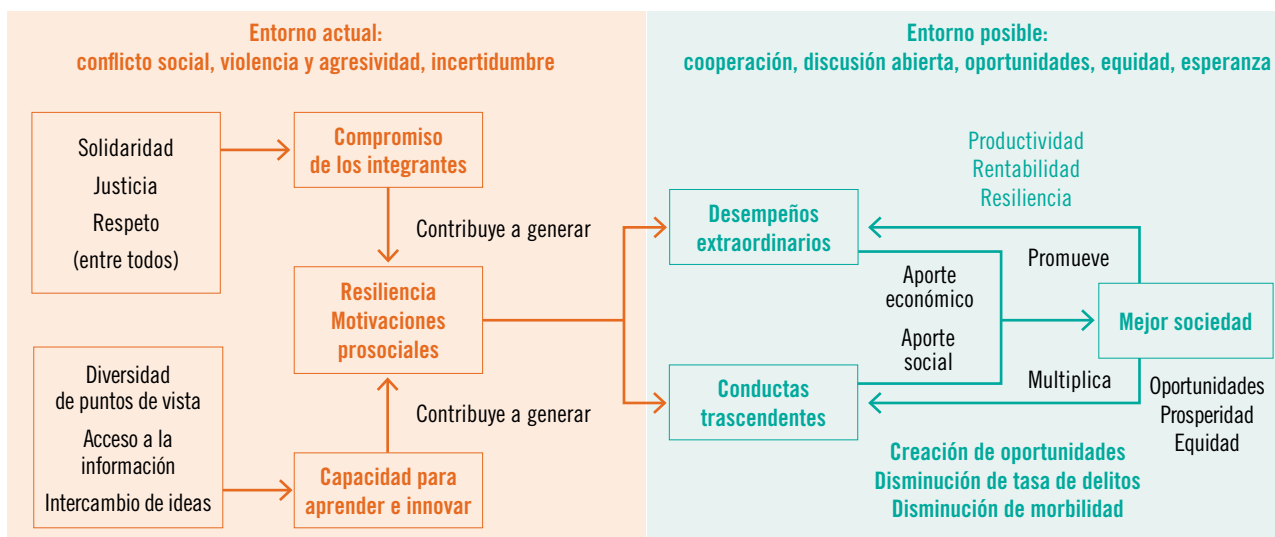 Entorno actual:
conflicto social, violencia y agresividad, incertidumbre
Solidaridad
Justicia
Respeto
(entre todos)
Compromiso
de los integrantes
Contribuye a generar
Resiliencia
Motivaciones
prosociales
Diversidad
de puntos de vista
Acceso a la
información
Intercambio de ideas
Contribuye a generar
Capacidad para
aprender e innovar
Entorno posible:
cooperación, discusión abierta, oportunidades, equidad, esperanza
Productividad
Rentabilidad
Resiliencia
Desempeños
extraordinarios
Promueve
Aporte
económico
Aporte
social
Mejor sociedad
Multiplica
Conductas
trascendentes
Oportunidades
Prosperidad
Equidad
Creación de oportunidades
Disminución de tasa de delitos
Disminución de morbilidad